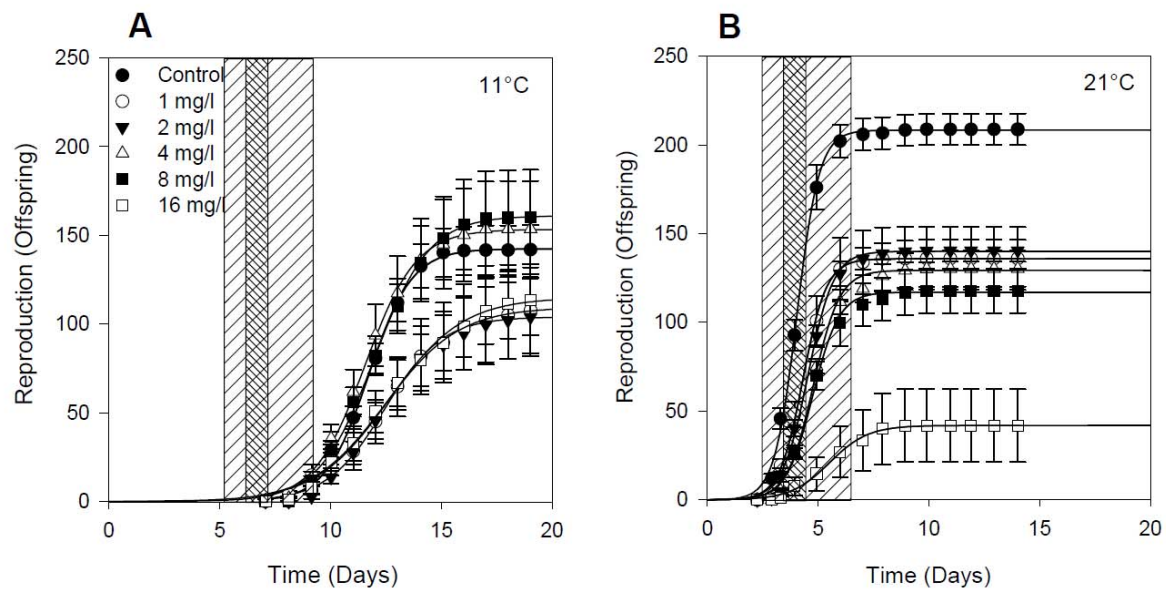 A
250
200
150
100
50
0
Reproduction (Offspring)
Control
1 mg/l
2 mg/l
4 mg/l
8 mg/l
16 mg/l
11°C
0 5 10 15 20
Time (Days)
B
250
200
150
100
50
0
Reproduction (Offspring)
21°C
0 5 10 15 20
Time (Days)